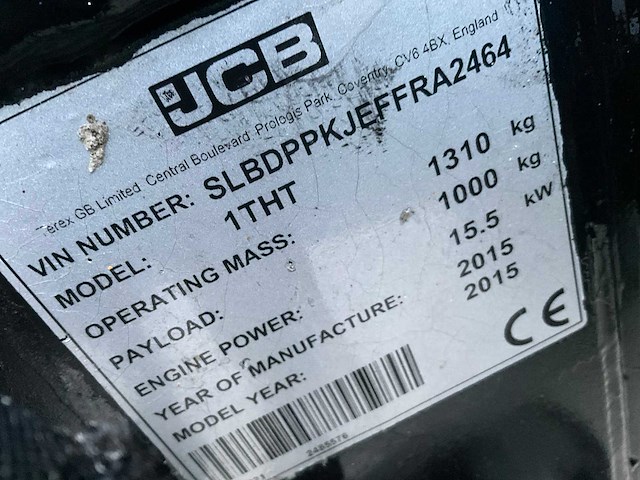 JCB
Terex GB Limited, Central Boulevard, Prologis Park, Coventry, CV6 4BX, England
VIN NUMBER: SLBDPPKJEFFRA2464
MODEL: 1THT
OPERATING MASS: 1310 kg
PAYLOAD: 1000 kg
ENGINE POWER: 15.5 kW
YEAR OF MANUFACTURE: 2015
MODEL YEAR: 2015
CE
2485576